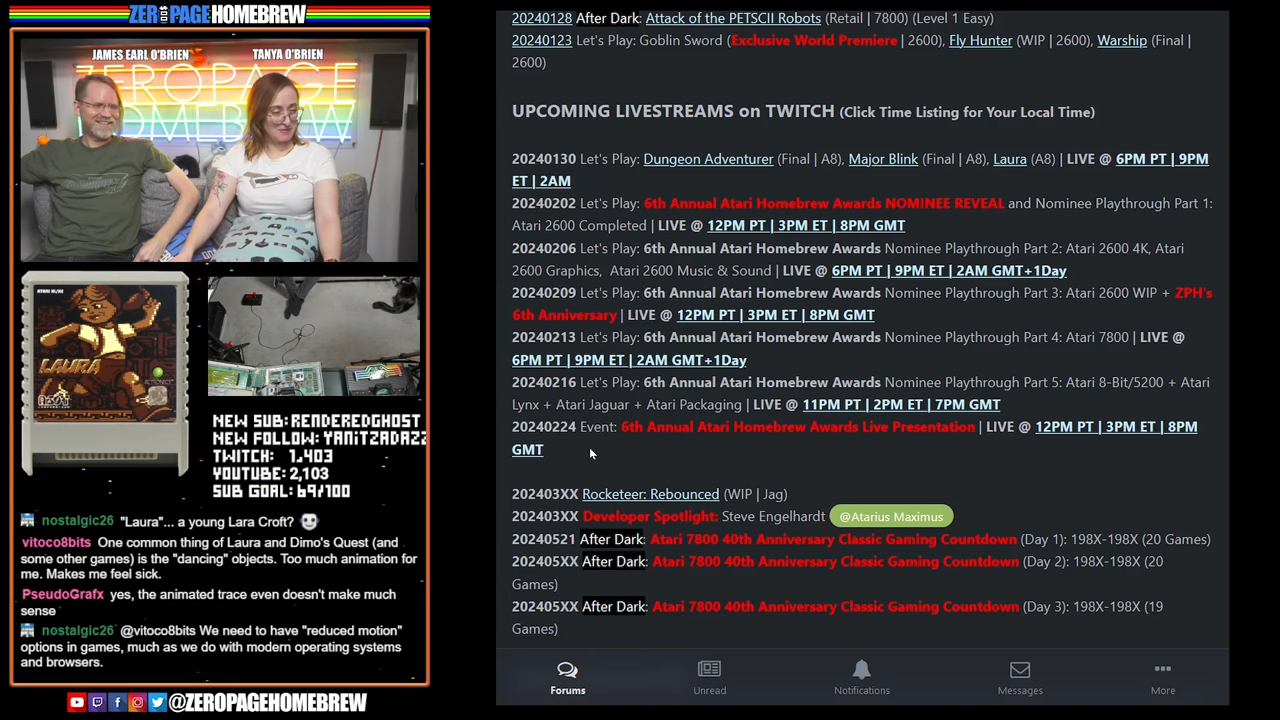 ZEROPAGEHOMEBREW
JAMES EARL O'BRIEN
TANYA O'BRIEN
ZEROPAGE
HOMEBREW
ATARI XL/XE
LAURA
NEW SUB: RENDEREDGHOST
NEW FOLLOW: YANITZADAZZ
TWITCH: 1,403
YOUTUBE: 2,103
SUB GOAL: 69/100
nostalgic26 "Laura"... a young Lara Croft?
vitoco8bits One common thing of Laura and Dimo's Quest (and
some other games) is the "dancing" objects. Too much animation for
me. Makes me feel sick.
PseudoGrafx yes, the animated trace even doesn't make much
sense
nostalgic26 @vitoco8bits We need to have "reduced motion"
options in games, much as we do with modern operating systems
and browsers.
@ZEROPAGEHOMEBREW
20240128 After Dark: Attack of the PETSCII Robots (Retail | 7800) (Level 1 Easy)
20240123 Let's Play: Goblin Sword (Exclusive World Premiere | 2600), Fly Hunter (WIP | 2600), Warship (Final |
2600)
UPCOMING LIVESTREAMS on TWITCH (Click Time Listing for Your Local Time)
20240130 Let's Play: Dungeon Adventurer (Final | A8), Major Blink (Final | A8), Laura (A8) | LIVE @ 6PM PT | 9PM
ET | 2AM
20240202 Let's Play: 6th Annual Atari Homebrew Awards NOMINEE REVEAL and Nominee Playthrough Part 1:
Atari 2600 Completed | LIVE @ 12PM PT | 3PM ET | 8PM GMT
20240206 Let's Play: 6th Annual Atari Homebrew Awards Nominee Playthrough Part 2: Atari 2600 4K, Atari
2600 Graphics, Atari 2600 Music & Sound | LIVE @ 6PM PT | 9PM ET | 2AM GMT+1Day
20240209 Let's Play: 6th Annual Atari Homebrew Awards Nominee Playthrough Part 3: Atari 2600 WIP + ZPH's
6th Anniversary | LIVE @ 12PM PT | 3PM ET | 8PM GMT
20240213 Let's Play: 6th Annual Atari Homebrew Awards Nominee Playthrough Part 4: Atari 7800 | LIVE @
6PM PT | 9PM ET | 2AM GMT+1Day
20240216 Let's Play: 6th Annual Atari Homebrew Awards Nominee Playthrough Part 5: Atari 8-Bit/5200 + Atari
Lynx + Atari Jaguar + Atari Packaging | LIVE @ 11PM PT | 2PM ET | 7PM GMT
20240224 Event: 6th Annual Atari Homebrew Awards Live Presentation | LIVE @ 12PM PT | 3PM ET | 8PM
GMT
202403XX Rocketeer: Rebounced (WIP | Jag)
202403XX Developer Spotlight: Steve Engelhardt @Atarius Maximus
20240521 After Dark: Atari 7800 40th Anniversary Classic Gaming Countdown (Day 1): 198X-198X (20 Games)
202405XX After Dark: Atari 7800 40th Anniversary Classic Gaming Countdown (Day 2): 198X-198X (20
Games)
202405XX After Dark: Atari 7800 40th Anniversary Classic Gaming Countdown (Day 3): 198X-198X (19
Games)
Forums
Unread
Notifications
Messages
More